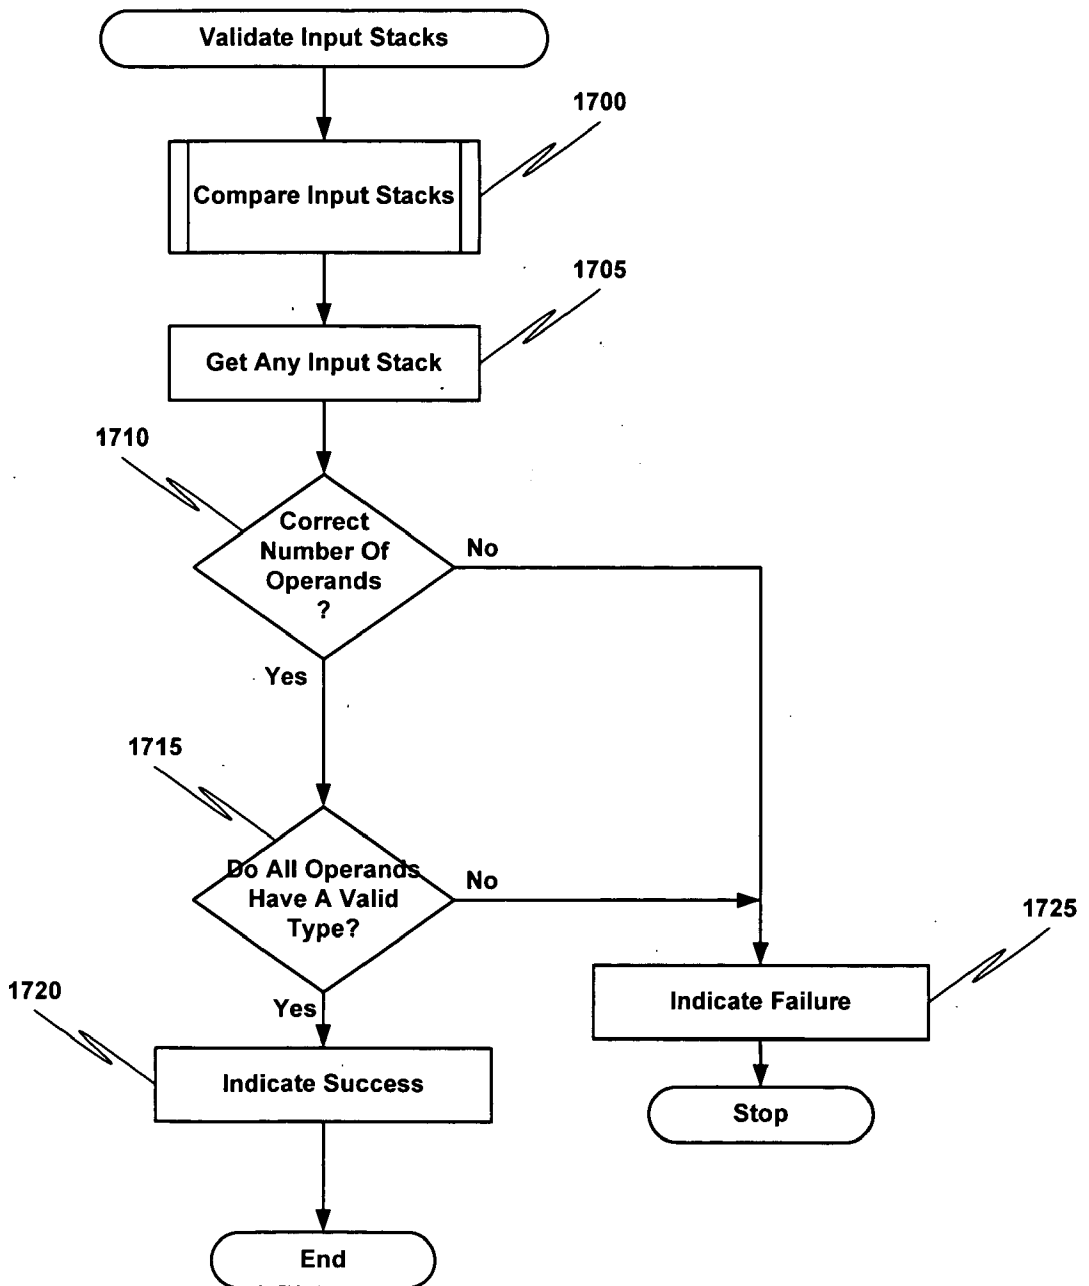 Validate Input Stacks
1700
Compare Input Stacks
1705
Get Any Input Stack
1710
Correct
Number Of
Operands
?
No
Yes
1715
Do All Operands
Have A Valid
Type?
No
1725
Indicate Failure
Yes
1720
Indicate Success
Stop
End